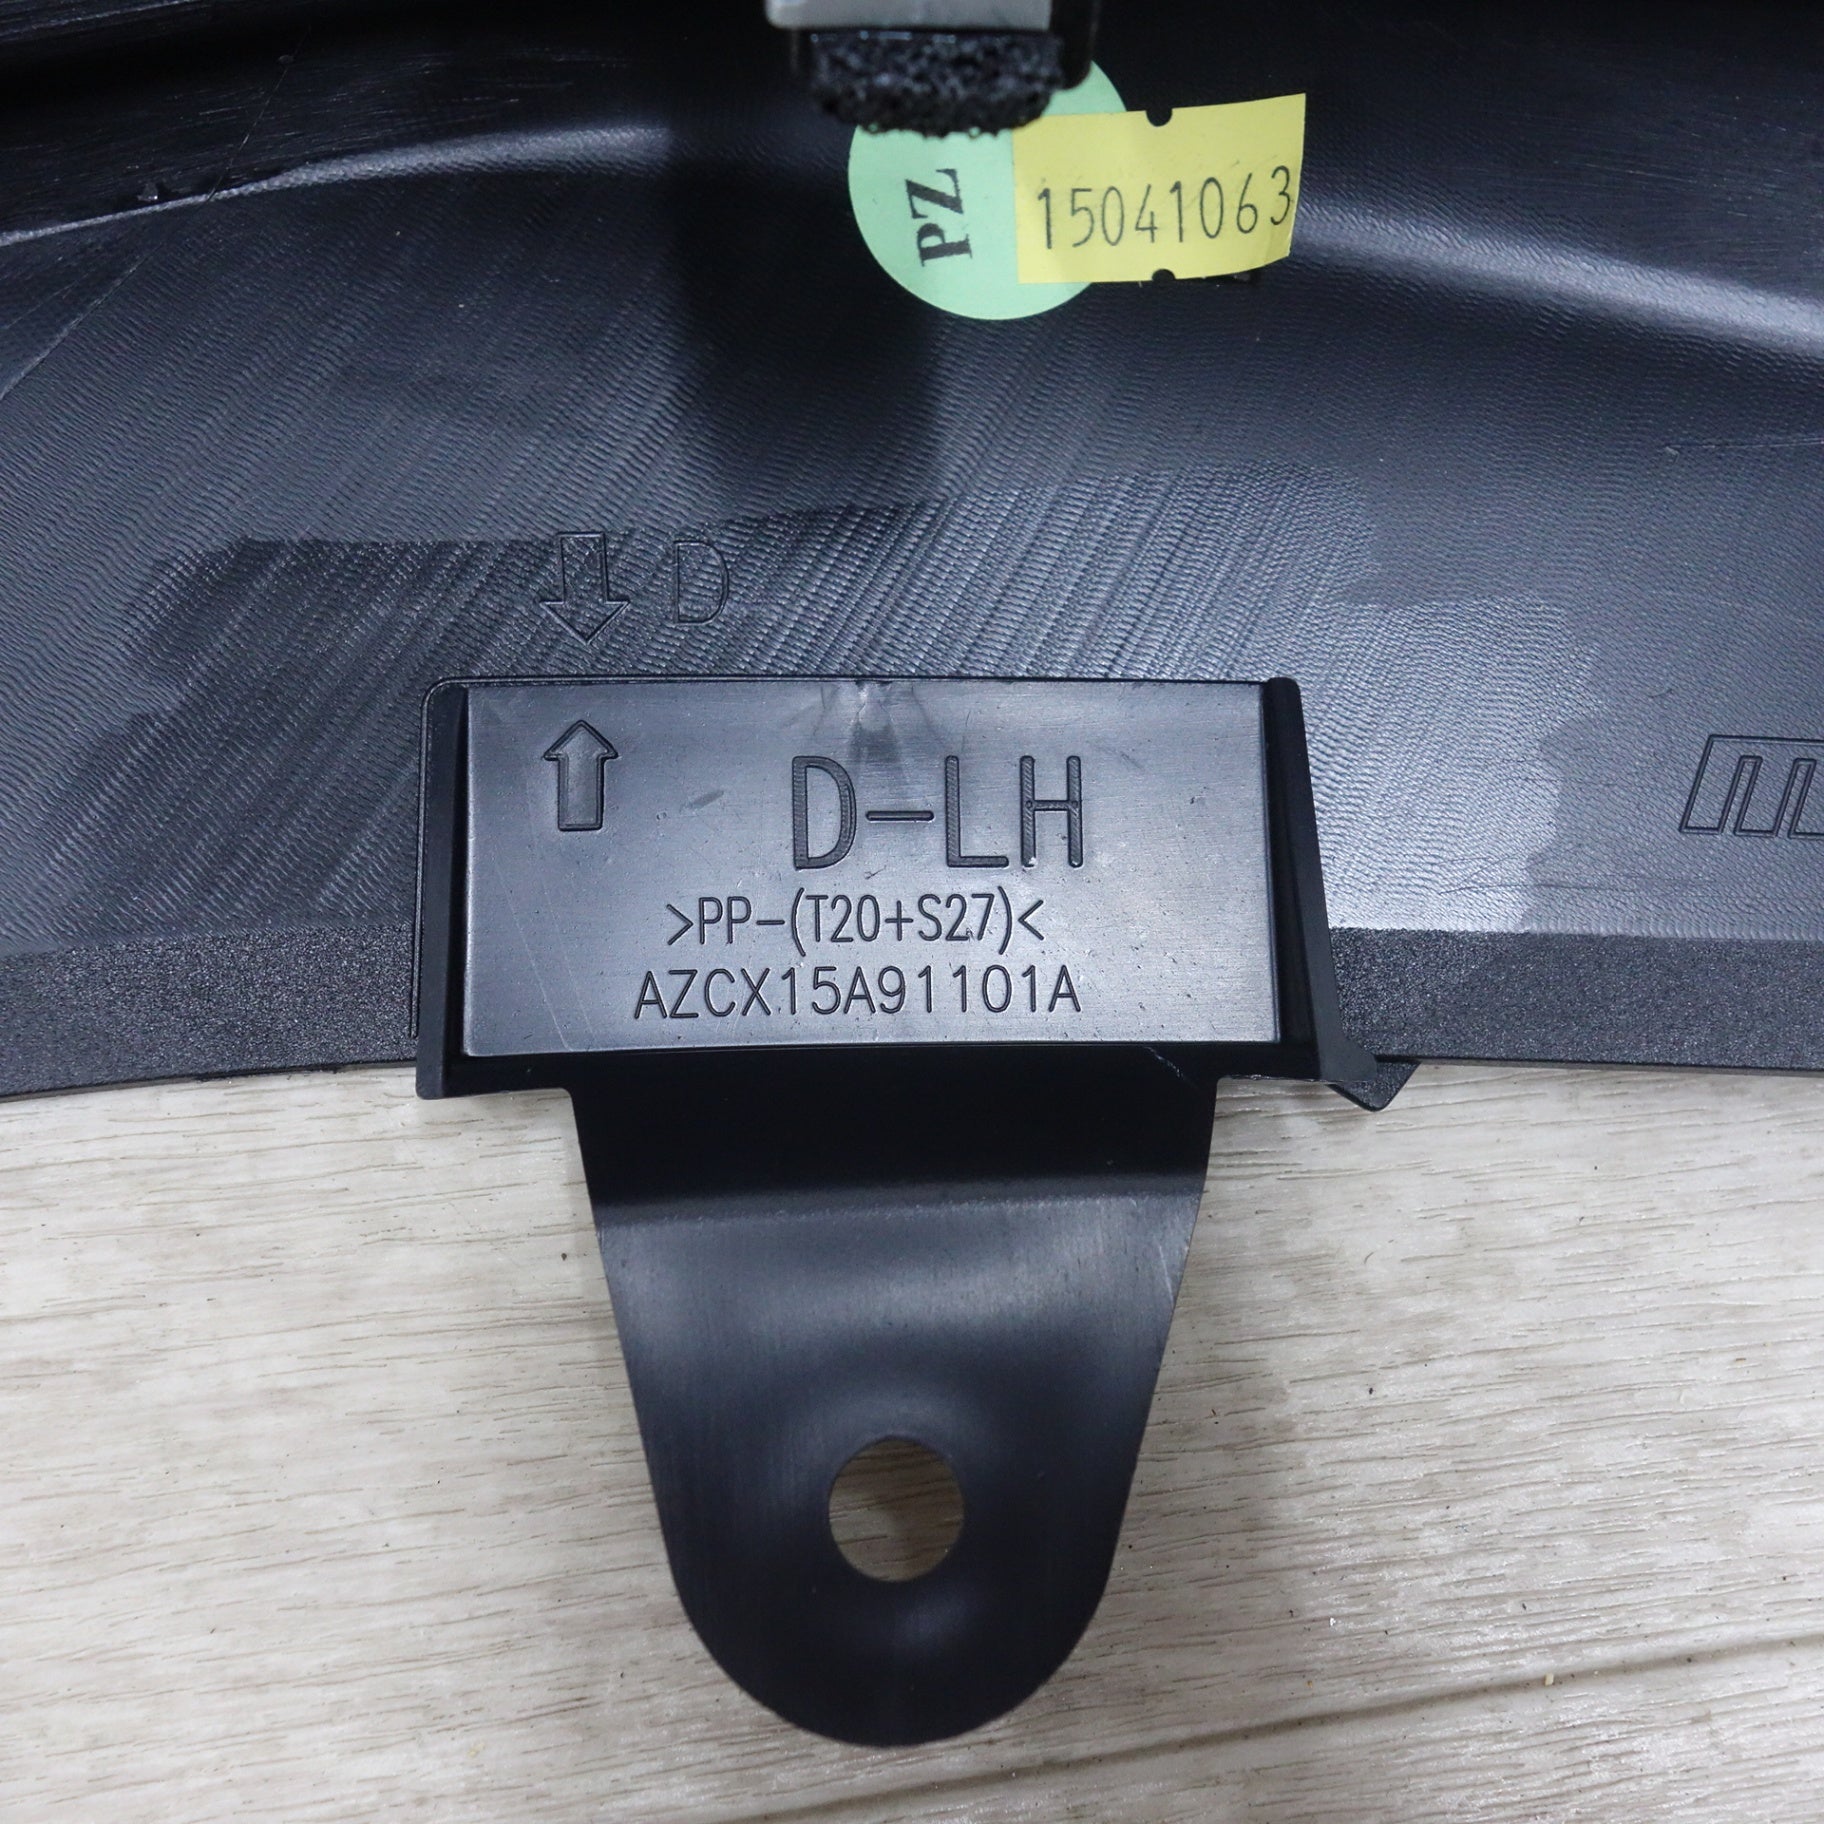 PZ
15041063
D
D-LH
>PP-(T20+S27)<
AZCX15A91101A